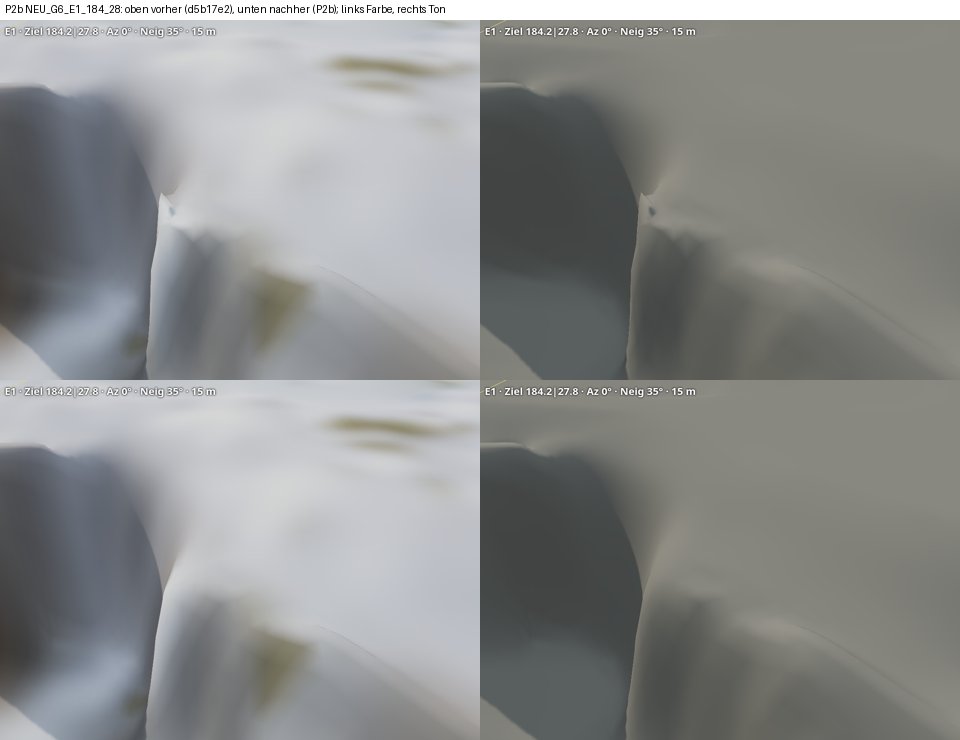 P2b NEU_G6_E1_184_28: oben vorher (d5b17e2), unten nachher (P2b); links Farbe, rechts Ton
E1 · Ziel 184.2|27.8 · Az 0° · Neig 35° · 15 m
E1 · Ziel 184.2|27.8 · Az 0° · Neig 35° · 15 m
E1 · Ziel 184.2|27.8 · Az 0° · Neig 35° · 15 m
E1 · Ziel 184.2|27.8 · Az 0° · Neig 35° · 15 m